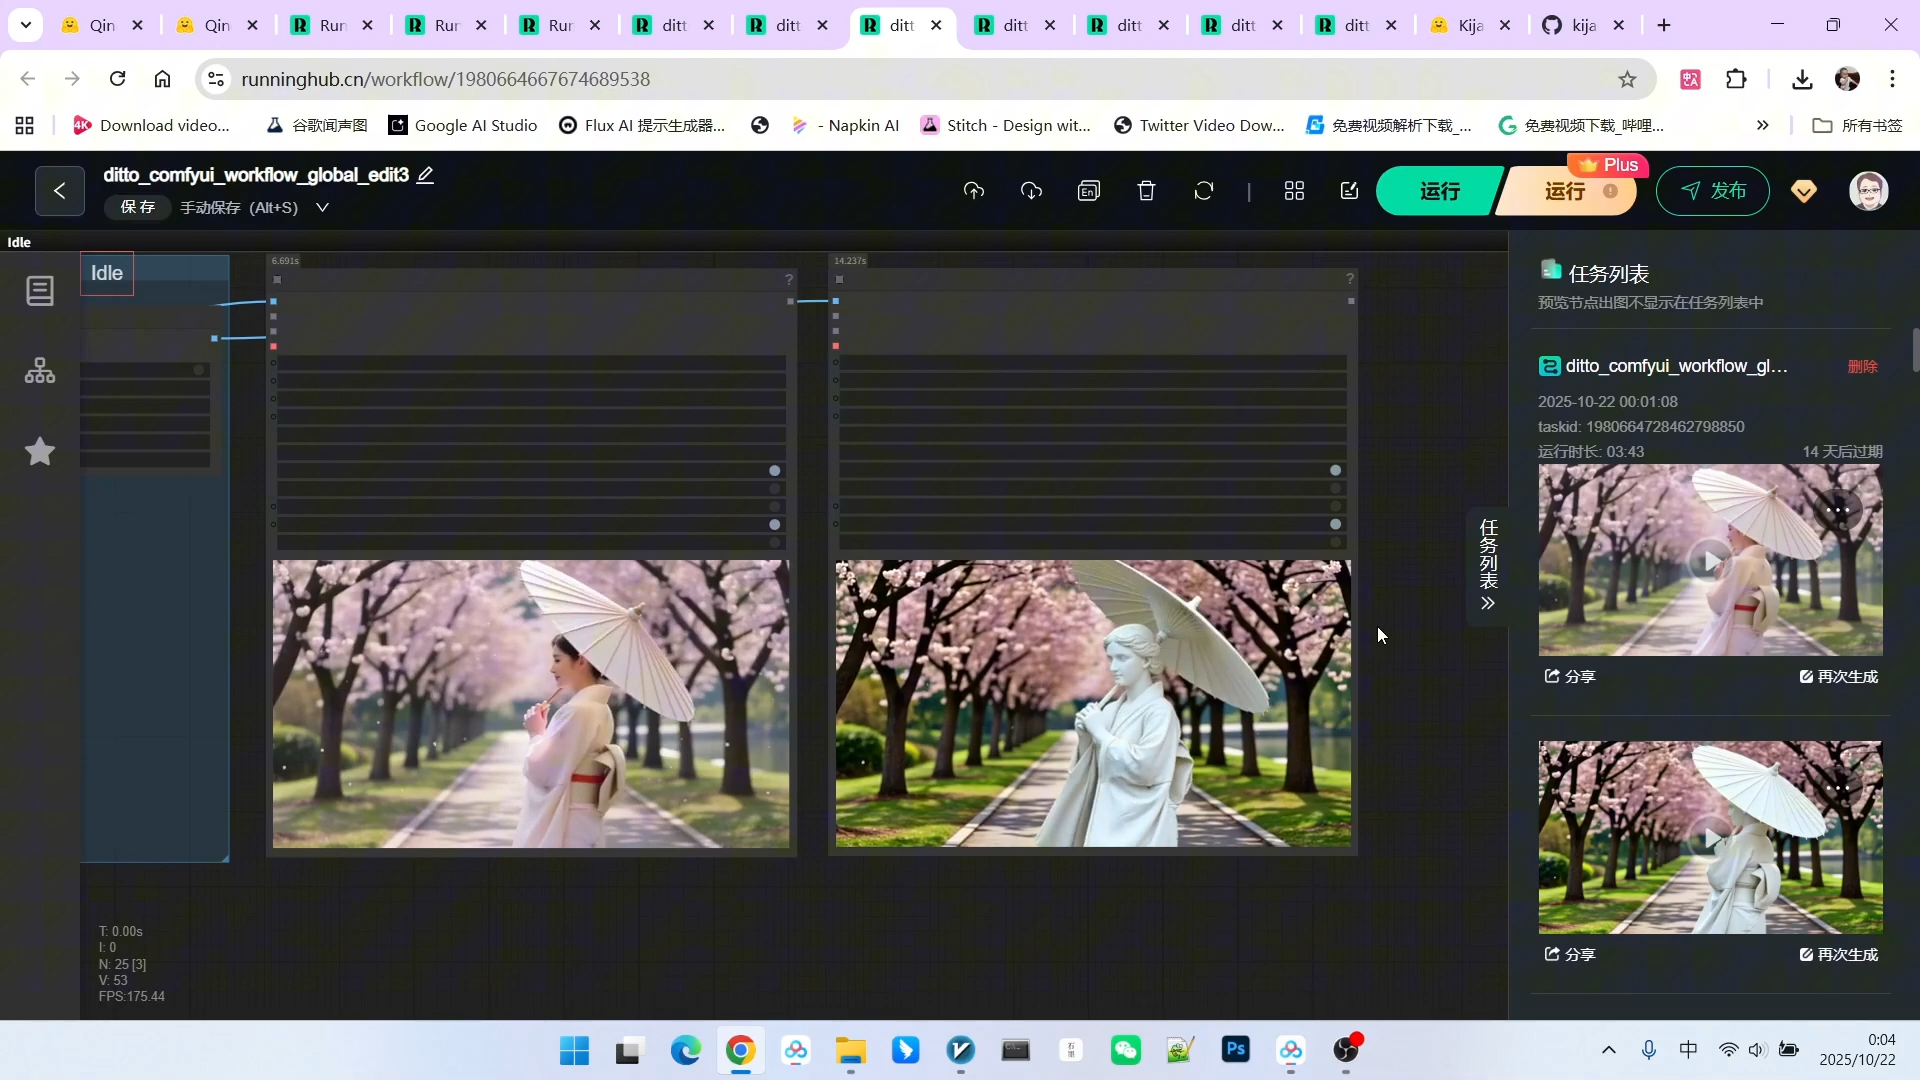 Qin
Qin
Run
Run
Run
ditt
ditt
ditt
ditt
ditt
ditt
ditt
Kija
kija
runninghub.cn/workflow/1980664667674689538
Download video...
谷歌闻声图
Google AI Studio
Flux AI 提示生成器...
- Napkin AI
Stitch - Design wit...
Twitter Video Dow...
免费视频解析下载_...
免费视频下载_哔哩...
所有书签
ditto_comfyui_workflow_global_edit3
保存
手动保存 (Alt+S)
En
运行
运行
Plus
发布
Idle
Idle
6.691s
?
14.237s
?
任务列表
预览节点出图不显示在任务列表中
ditto_comfyui_workflow_gl...
删除
2025-10-22 00:01:08
taskid: 1980664728462798850
运行时长: 03:43
14 天后过期
任务列表
分享
再次生成
分享
再次生成
T: 0.00s
I: 0
N: 25 [3]
V: 53
FPS:175.44
Ps
中
0:04
2025/10/22